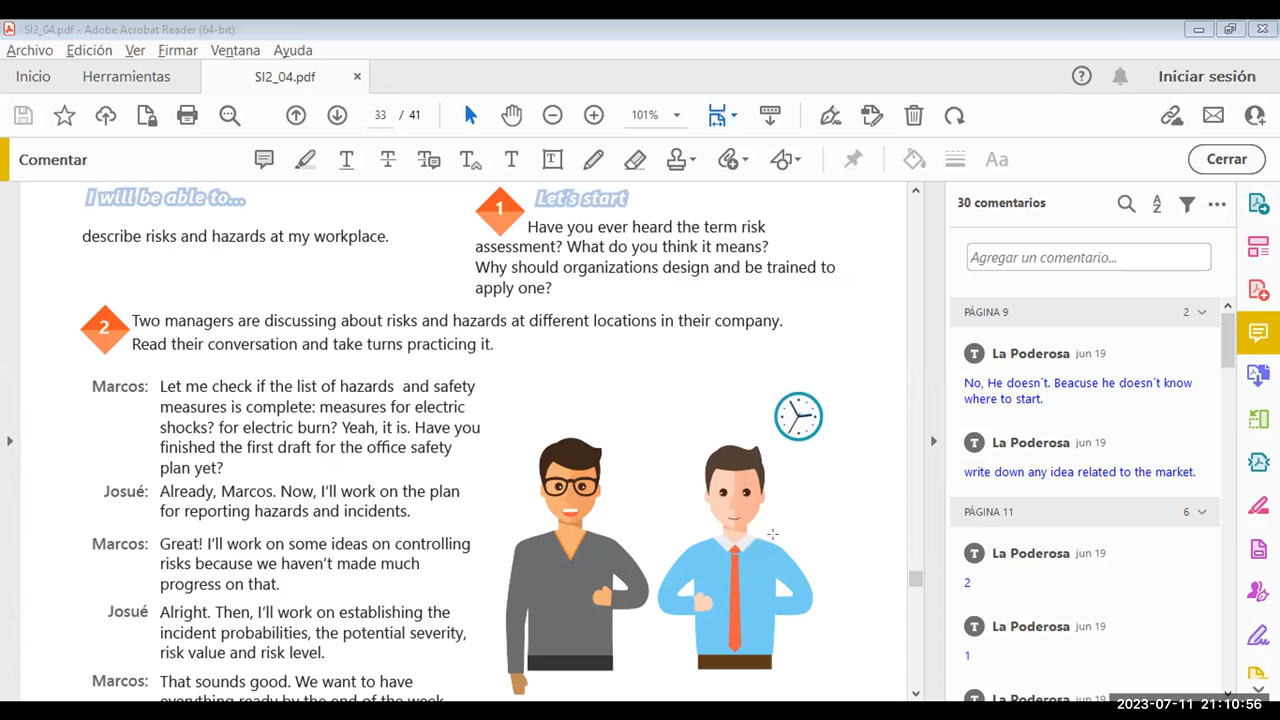 SI2_04.pdf - Adobe Acrobat Reader (64-bit)
Archivo Edición Ver Firmar Ventana Ayuda
Inicio Herramientas SI2_04.pdf × Iniciar sesión
33 / 41 101%
Comentar Cerrar
I will be able to...
describe risks and hazards at my workplace.
1 Let's start
Have you ever heard the term risk
assessment? What do you think it means?
Why should organizations design and be trained to
apply one?
2 Two managers are discussing about risks and hazards at different locations in their company.
Read their conversation and take turns practicing it.
Marcos: Let me check if the list of hazards and safety
measures is complete: measures for electric
shocks? for electric burn? Yeah, it is. Have you
finished the first draft for the office safety
plan yet?
Josué: Already, Marcos. Now, I'll work on the plan
for reporting hazards and incidents.
Marcos: Great! I'll work on some ideas on controlling
risks because we haven't made much
progress on that.
Josué Alright. Then, I'll work on establishing the
incident probabilities, the potential severity,
risk value and risk level.
Marcos: That sounds good. We want to have
everything ready by the end of the week
30 comentarios
Agregar un comentario...
PÁGINA 9 2
La Poderosa jun 19
No, He doesn´t. Beacuse he doesn´t know
where to start.
La Poderosa jun 19
write down any idea related to the market.
PÁGINA 11 6
La Poderosa jun 19
2
La Poderosa jun 19
1
La Poderosa jun 19
2023-07-11 21:10:56